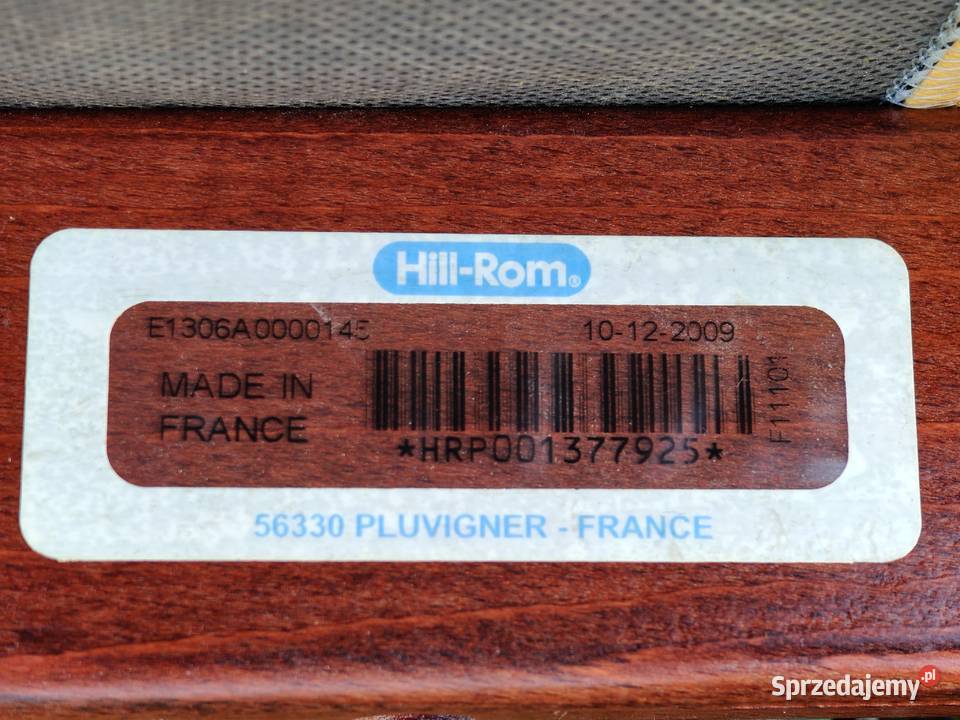 Hill-Rom®
E1306A0000145
10-12-2009
MADE IN
FRANCE
F11101
*HRP001377925*
56330 PLUVIGNER - FRANCE
Sprzedajemy.pl